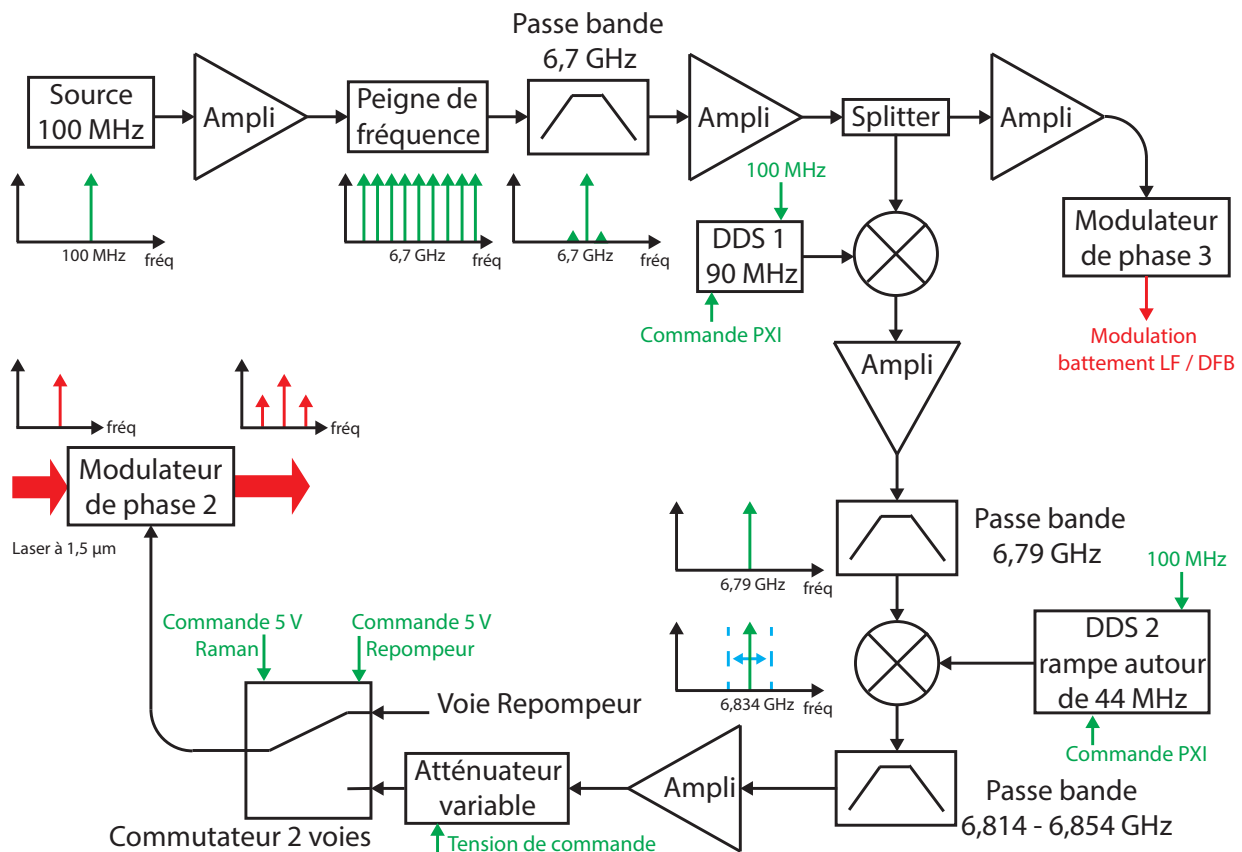 Source
100 MHz
Ampli
Peigne de
fréquence
Passe bande
6,7 GHz
Ampli
Splitter
Ampli
100 MHz
fréq
6,7 GHz
fréq
6,7 GHz
fréq
100 MHz
DDS 1
90 MHz
Commande PXI
Modulateur
de phase 3
Modulation
battement LF / DFB
Ampli
fréq
fréq
Modulateur
de phase 2
Laser à 1,5 µm
6,79 GHz
fréq
Passe bande
6,79 GHz
100 MHz
DDS 2
rampe autour
de 44 MHz
Commande PXI
6,834 GHz
fréq
Commande 5 V
Raman
Commande 5 V
Repompeur
Voie Repompeur
Commutateur 2 voies
Atténuateur
variable
Tension de commande
Ampli
Passe bande
6,814 - 6,854 GHz